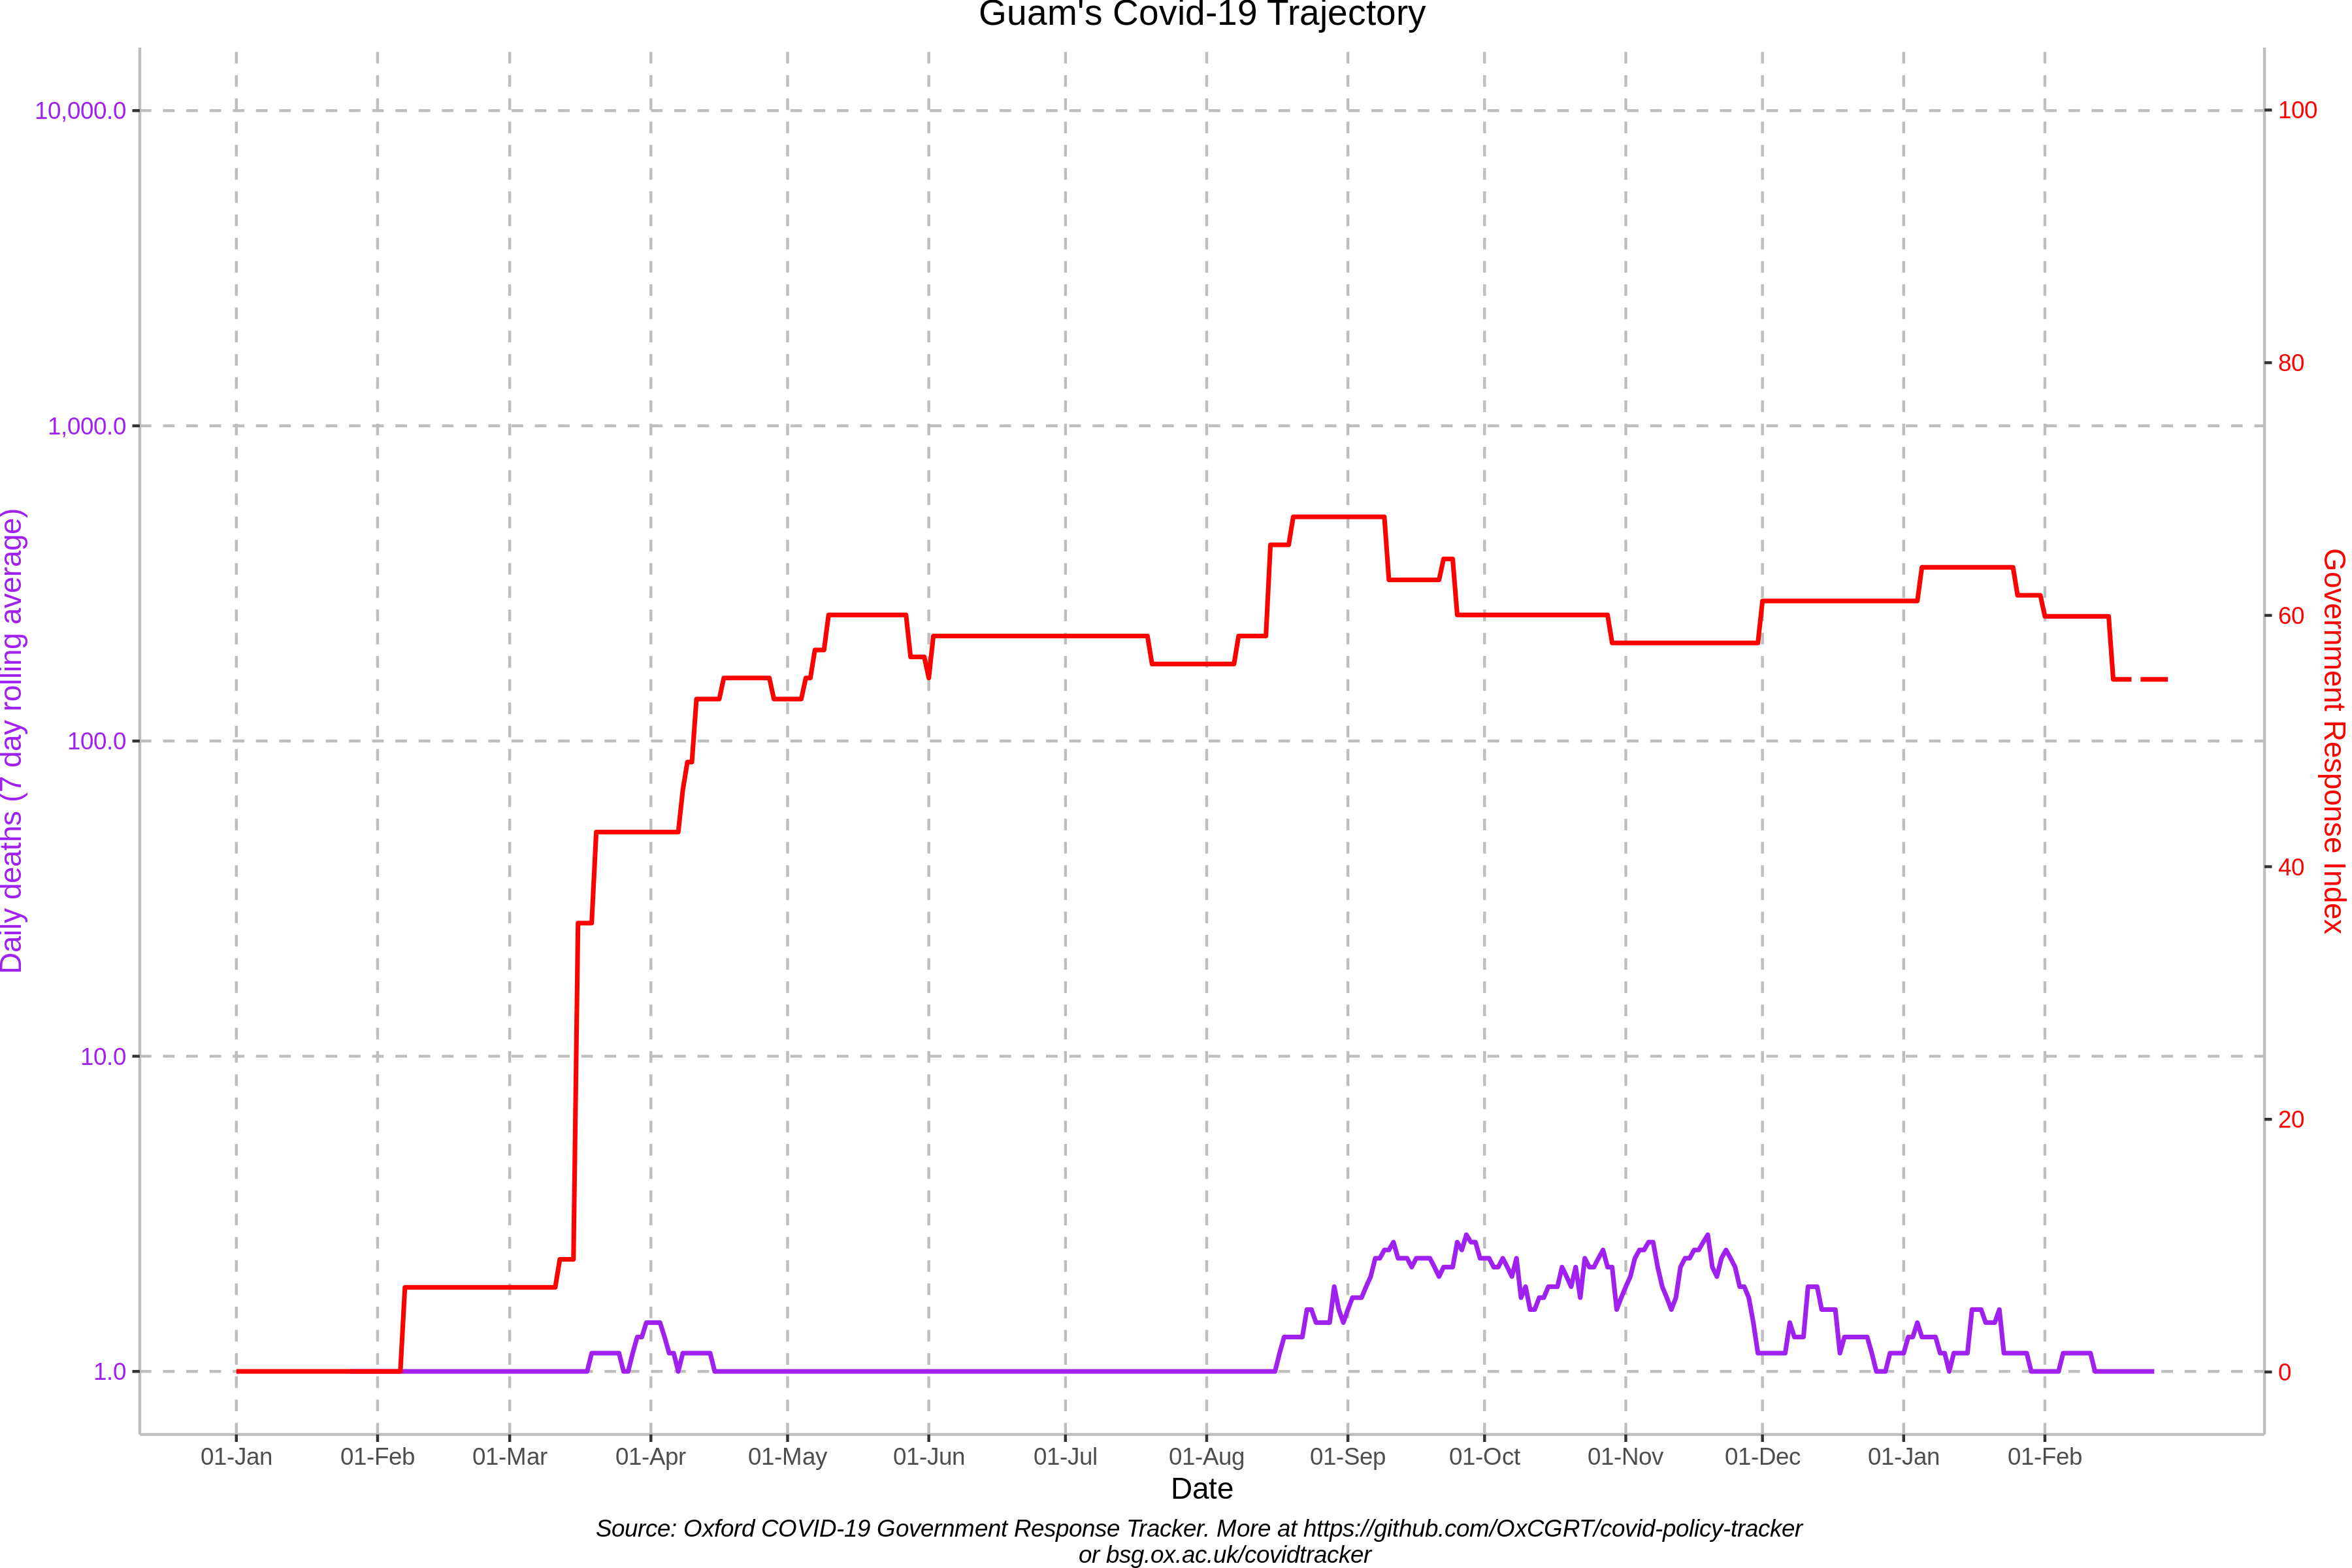 Guam's Covid-19 Trajectory
10,000.0
1,000.0
100.0
10.0
1.0
Daily deaths (7 day rolling average)
100
80
60
40
20
0
Government Response Index
01-Jan
01-Feb
01-Mar
01-Apr
01-May
01-Jun
01-Jul
01-Aug
01-Sep
01-Oct
01-Nov
01-Dec
01-Jan
01-Feb
Date
Source: Oxford COVID-19 Government Response Tracker. More at https://github.com/OxCGRT/covid-policy-tracker
or bsg.ox.ac.uk/covidtracker